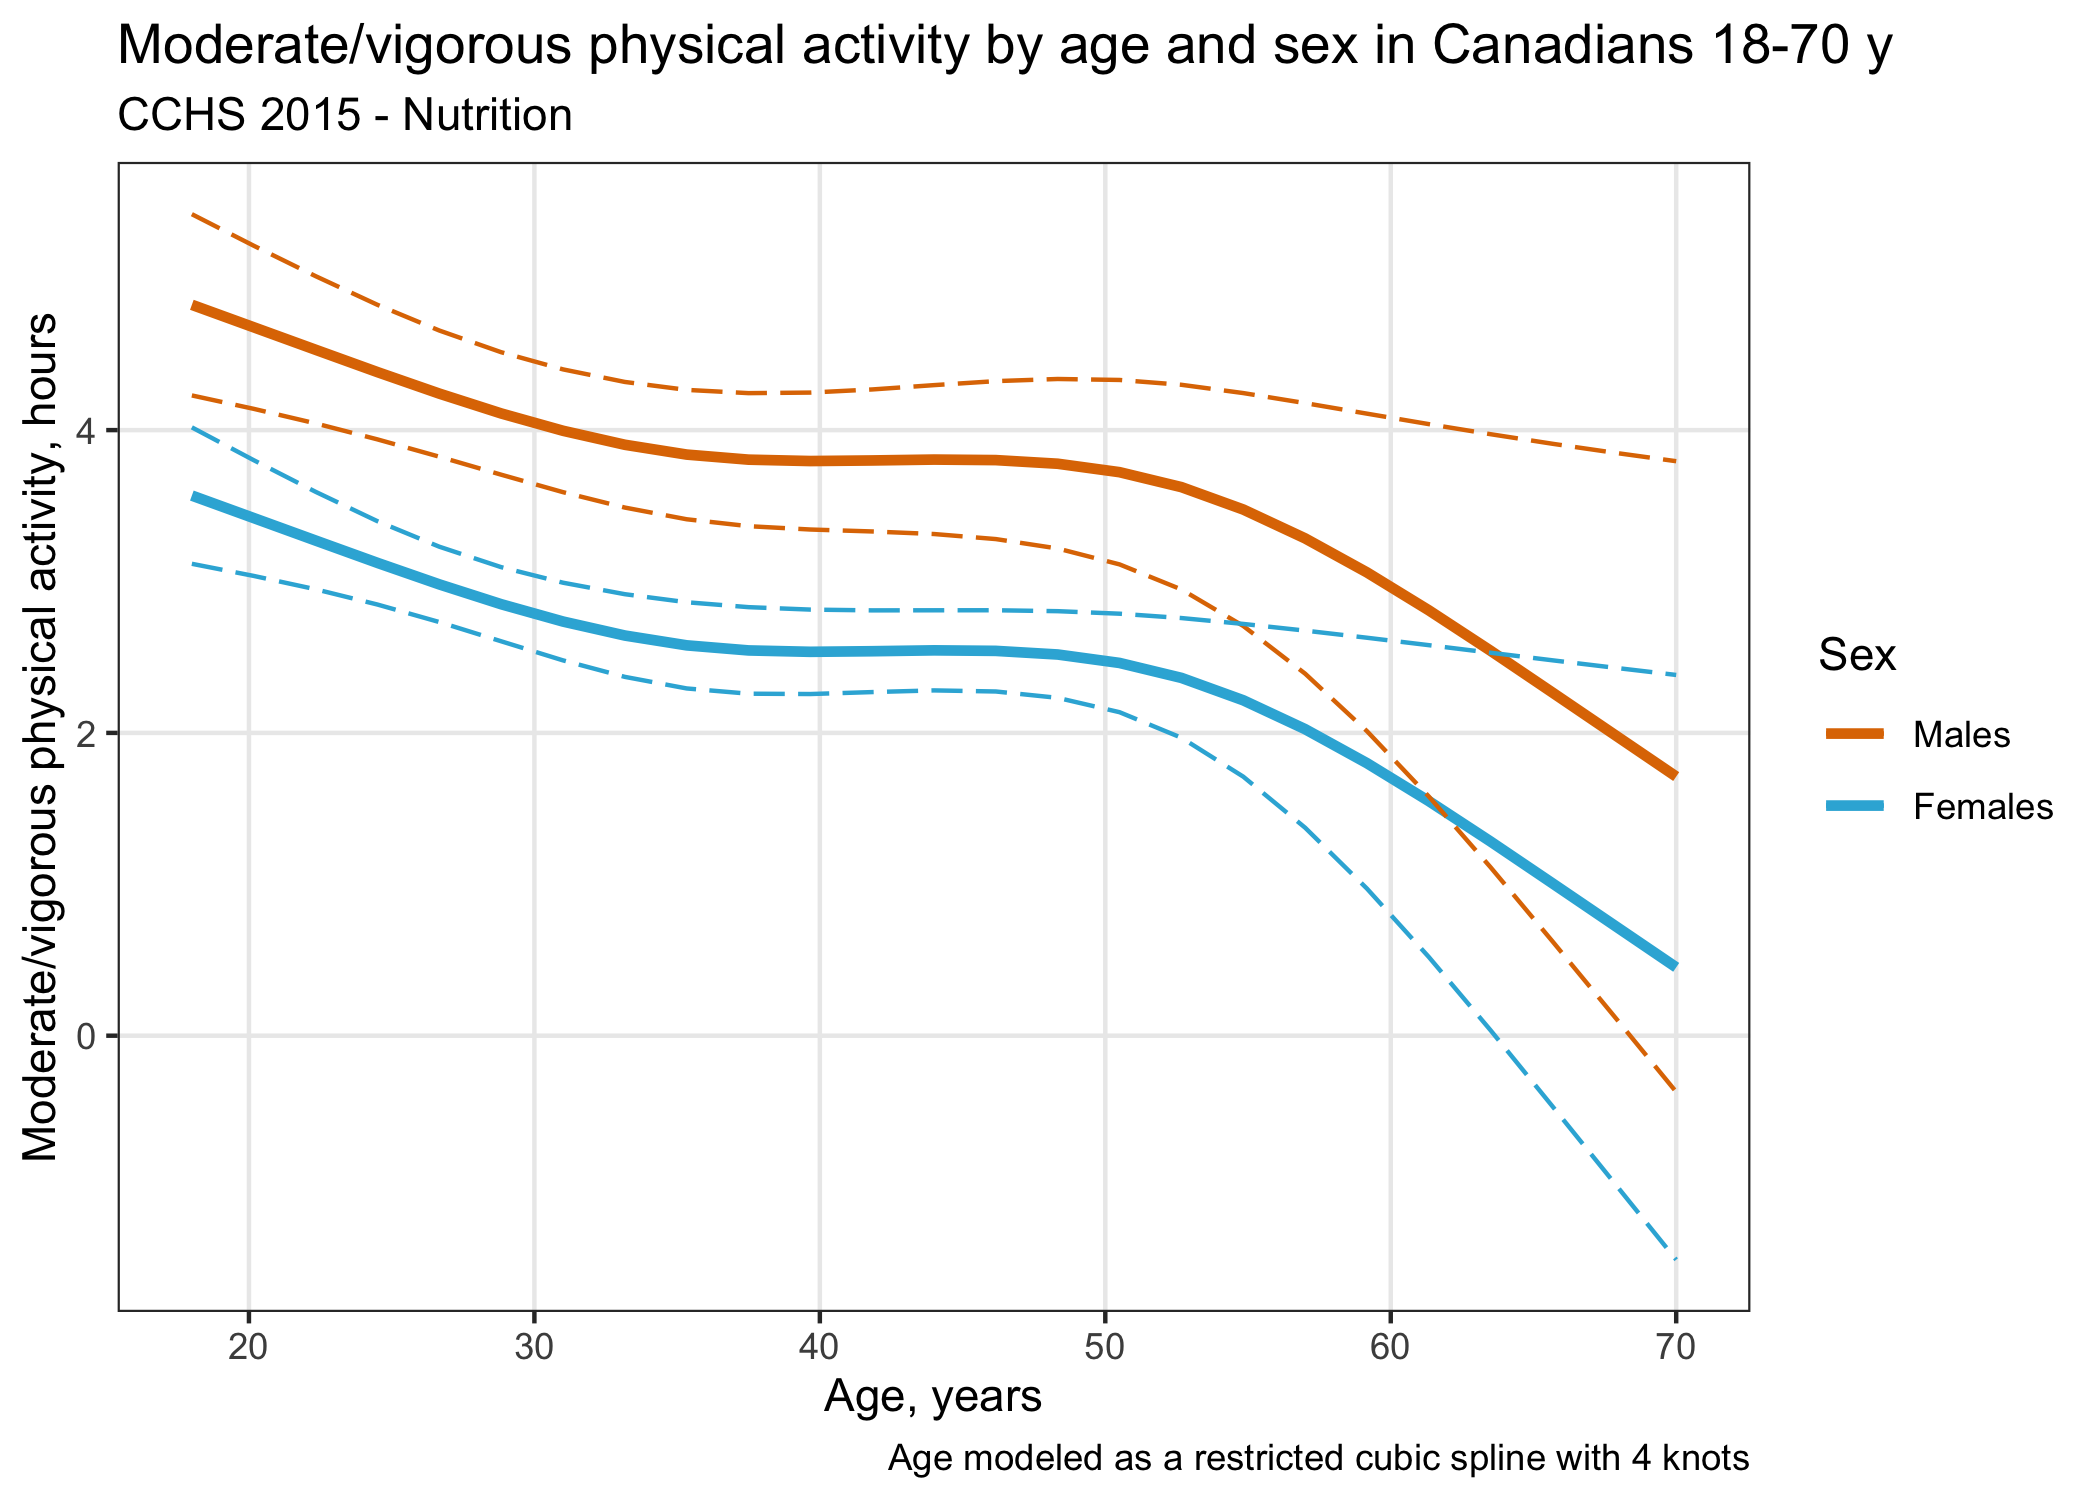 Moderate/vigorous physical activity by age and sex in Canadians 18-70 y
CCHS 2015 - Nutrition
Moderate/vigorous physical activity, hours
4
2
0
20
30
40
50
60
70
Age, years
Sex
Males
Females
Age modeled as a restricted cubic spline with 4 knots